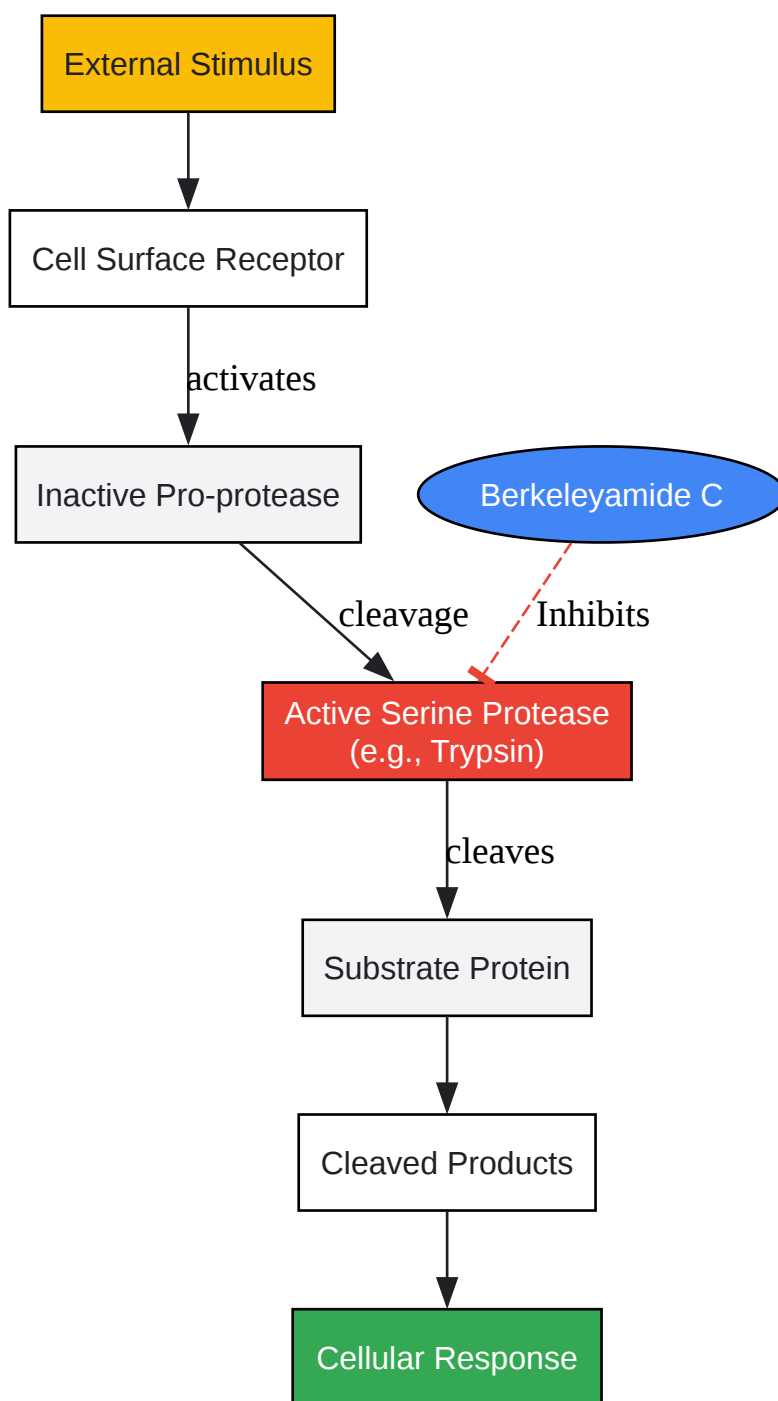 External Stimulus
Cell Surface Receptor
activates
Inactive Pro-protease
Berkeleyamide C
cleavage
Inhibits
Active Serine Protease
(e.g., Trypsin)
cleaves
Substrate Protein
Cleaved Products
Cellular Response